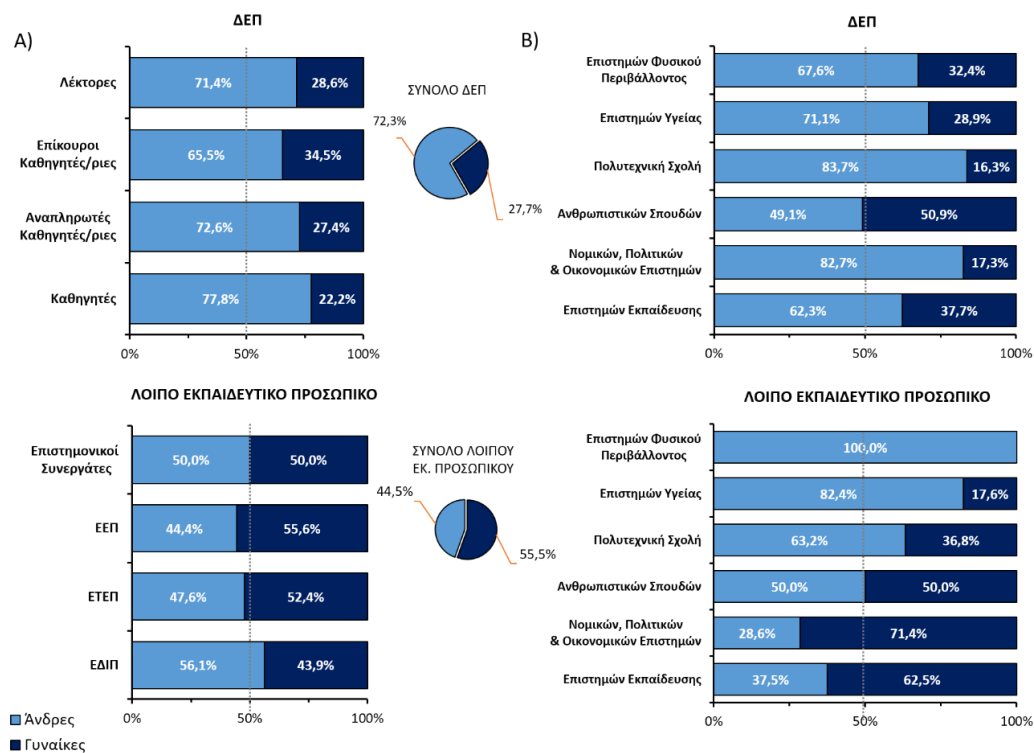 A)
ΔΕΠ
Λέκτορες
71,4%
28,6%
Επίκουροι
Καθηγητές/ριες
65,5%
34,5%
Αναπληρωτές
Καθηγητές/ριες
72,6%
27,4%
Καθηγητές
77,8%
22,2%
0%
50%
100%
ΣΥΝΟΛΟ ΔΕΠ
72,3%
27,7%
B)
ΔΕΠ
Επιστημών Φυσικού
Περιβάλλοντος
67,6%
32,4%
Επιστημών Υγείας
71,1%
28,9%
Πολυτεχνική Σχολή
83,7%
16,3%
Ανθρωπιστικών Σπουδών
49,1%
50,9%
Νομικών, Πολιτικών
& Οικονομικών Επιστημών
82,7%
17,3%
Επιστημών Εκπαίδευσης
62,3%
37,7%
0%
50%
100%
ΛΟΙΠΟ ΕΚΠΑΙΔΕΥΤΙΚΟ ΠΡΟΣΩΠΙΚΟ
Επιστημονικοί
Συνεργάτες
50,0%
50,0%
ΕΕΠ
44,4%
55,6%
ΕΤΕΠ
47,6%
52,4%
ΕΔΙΠ
56,1%
43,9%
0%
50%
100%
ΣΥΝΟΛΟ ΛΟΙΠΟΥ
ΕΚ. ΠΡΟΣΩΠΙΚΟΥ
44,5%
55,5%
ΛΟΙΠΟ ΕΚΠΑΙΔΕΥΤΙΚΟ ΠΡΟΣΩΠΙΚΟ
Επιστημών Φυσικού
Περιβάλλοντος
100,0%
Επιστημών Υγείας
82,4%
17,6%
Πολυτεχνική Σχολή
63,2%
36,8%
Ανθρωπιστικών Σπουδών
50,0%
50,0%
Νομικών, Πολιτικών
& Οικονομικών Επιστημών
28,6%
71,4%
Επιστημών Εκπαίδευσης
37,5%
62,5%
0%
50%
100%
Άνδρες
Γυναίκες